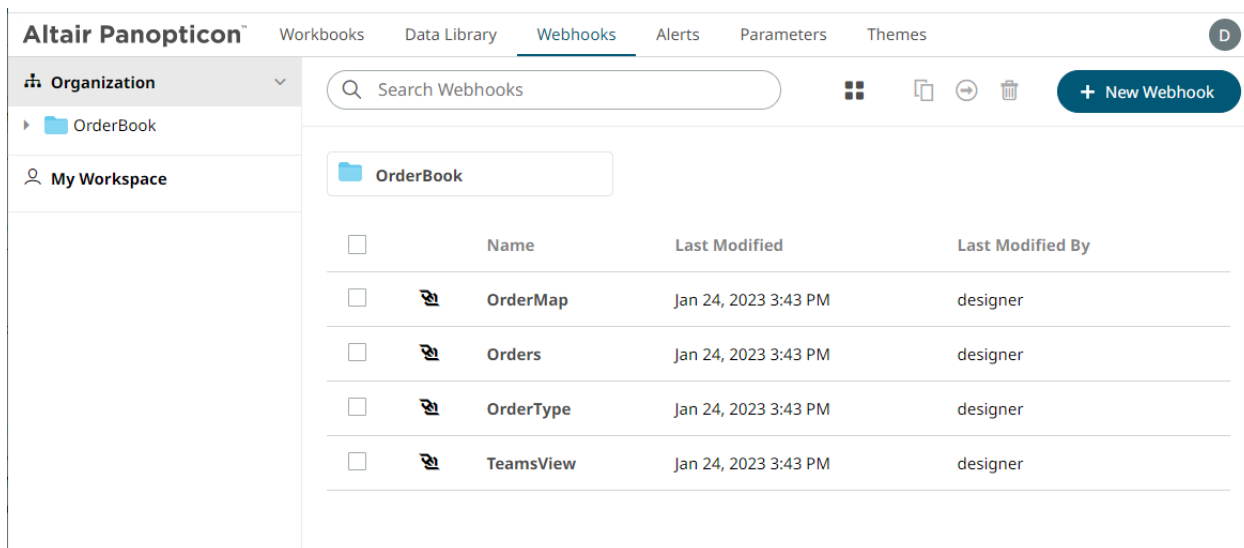 Altair Panopticon™ Workbooks Data Library Webhooks Alerts Parameters Themes D
Organization
OrderBook
My Workspace
Search Webhooks
+ New Webhook
OrderBook
Name Last Modified Last Modified By
OrderMap Jan 24, 2023 3:43 PM designer
Orders Jan 24, 2023 3:43 PM designer
OrderType Jan 24, 2023 3:43 PM designer
TeamsView Jan 24, 2023 3:43 PM designer